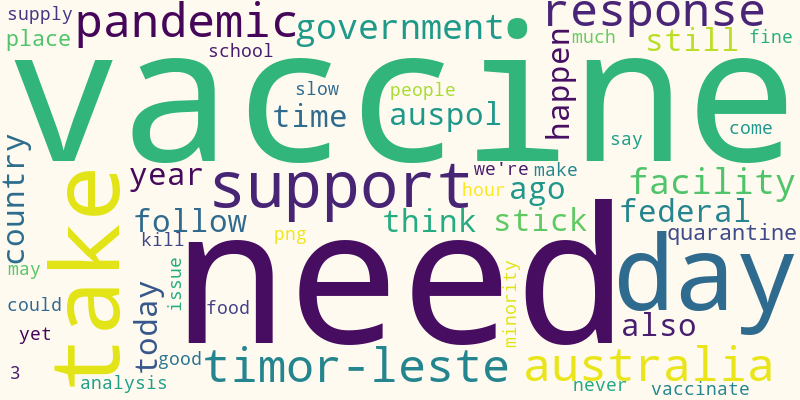 supply
pandemic
government
response
place
school
much
still
fine
vaccine
happen
slow
people
time
auspol
say
come
country
take
year
support
we're
make
hour
ago
facility
follow
think
stick
federal
kill
png
quarantine
may
issue
need
day
could
today
food
minority
also
yet
good
timor-leste
australia
3
analysis
never
vaccinate